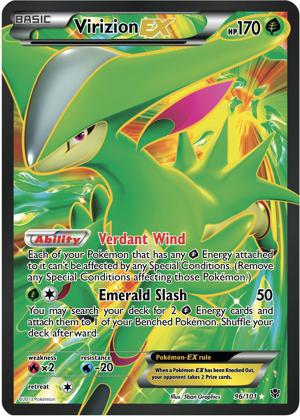 BASIC Virizion EX HP170
Ability Verdant Wind
Each of your Pokémon that has any Energy attached
to it can't be affected by any Special Conditions. (Remove
any Special Conditions affecting those Pokémon.)
Emerald Slash 50
You may search your deck for 2 Energy cards and
attach them to 1 of your Benched Pokémon. Shuffle your
deck afterward.
weakness resistance Pokémon-EX rule
×2 -20 When a Pokémon-EX has been Knocked Out,
your opponent takes 2 Prize cards.
retreat
©2013 Pokémon Illus. 5ban Graphics 96/101